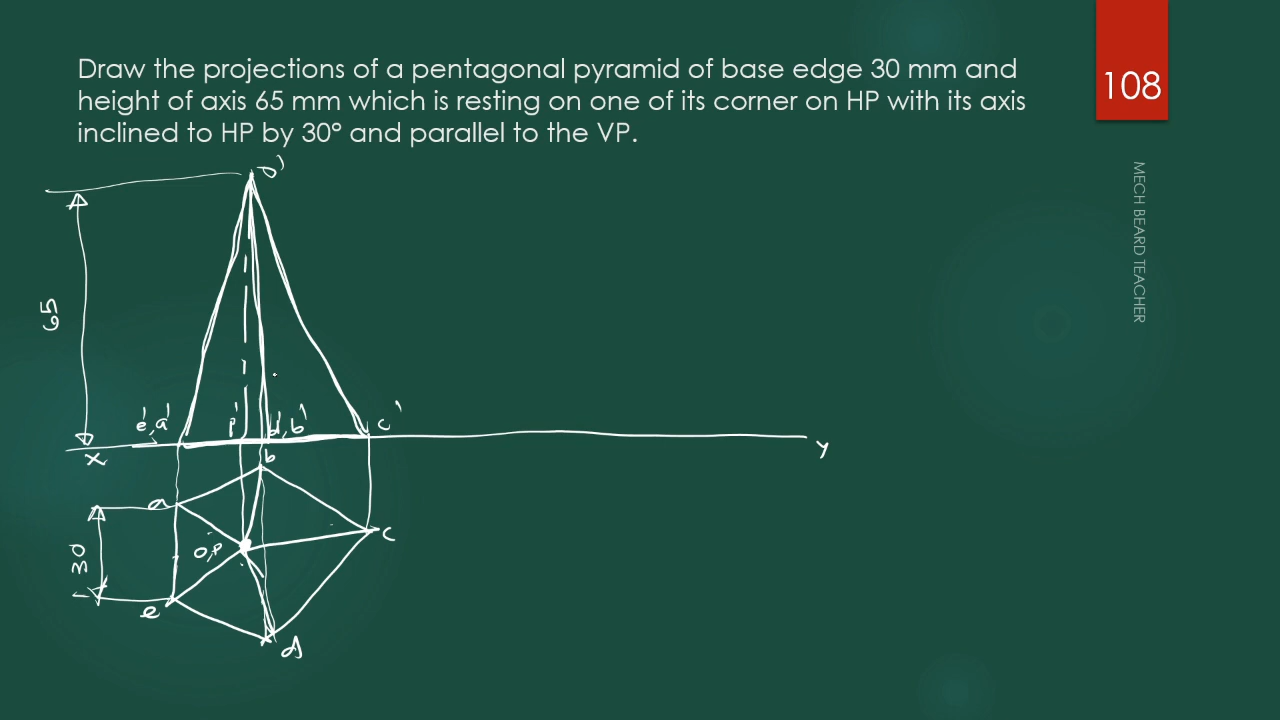 Draw the projections of a pentagonal pyramid of base edge 30 mm and
height of axis 65 mm which is resting on one of its corner on HP with its axis
inclined to HP by 30° and parallel to the VP.
108
MECH BEARD TEACHER
o'
65
e',a'
p'
d',b'
c'
x
y
b
a
c
o,p
30
e
d